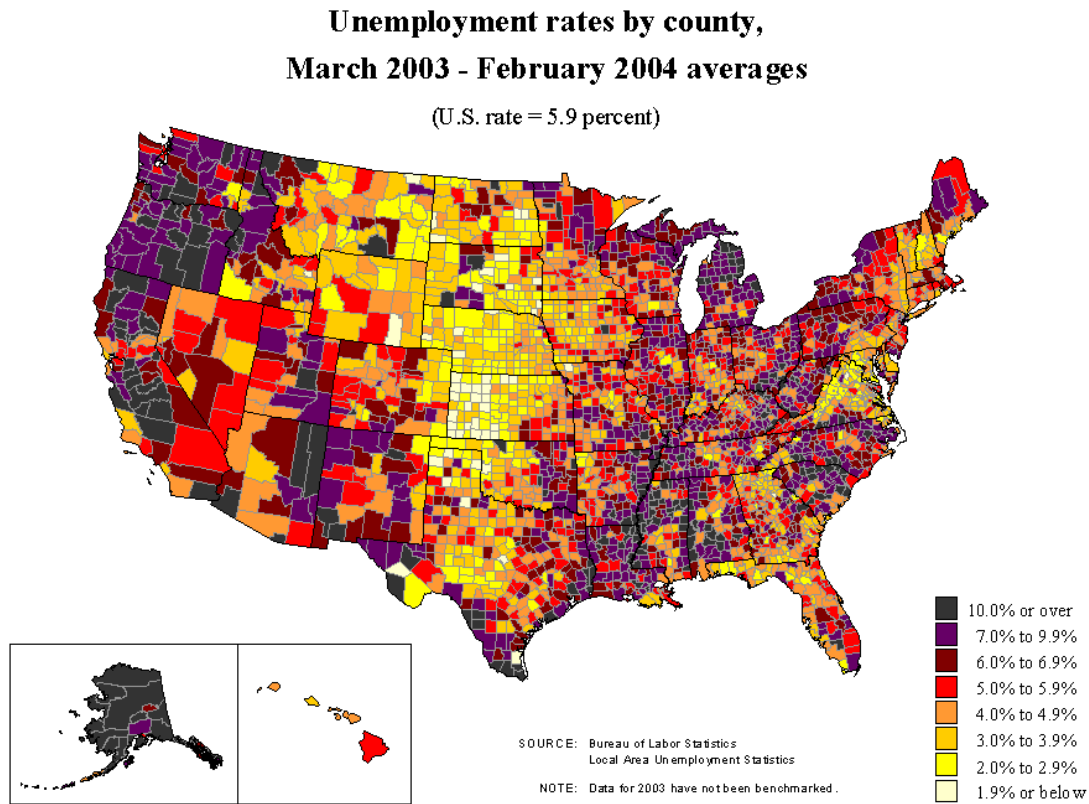 Unemployment rates by county,
March 2003 - February 2004 averages
(U.S. rate = 5.9 percent)
10.0% or over
7.0% to 9.9%
6.0% to 6.9%
5.0% to 5.9%
4.0% to 4.9%
3.0% to 3.9%
2.0% to 2.9%
1.9% or below
SOURCE: Bureau of Labor Statistics
Local Area Unemployment Statistics
NOTE: Data for 2003 have not been benchmarked.